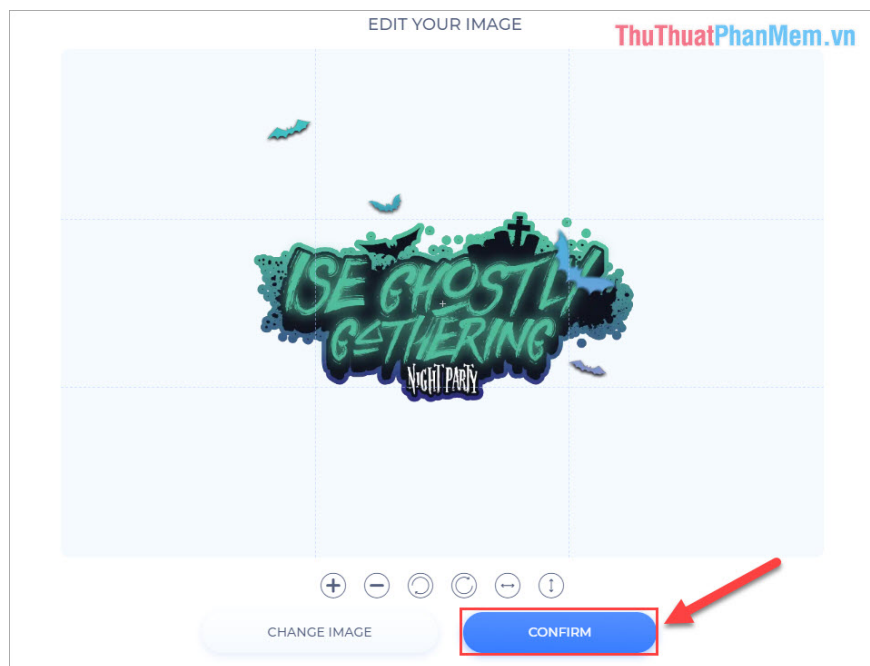 EDIT YOUR IMAGE
ThuThuatPhanMem.vn
ISE GHOSTLY
GATHERING
NIGHT PARTY
CHANGE IMAGE
CONFIRM